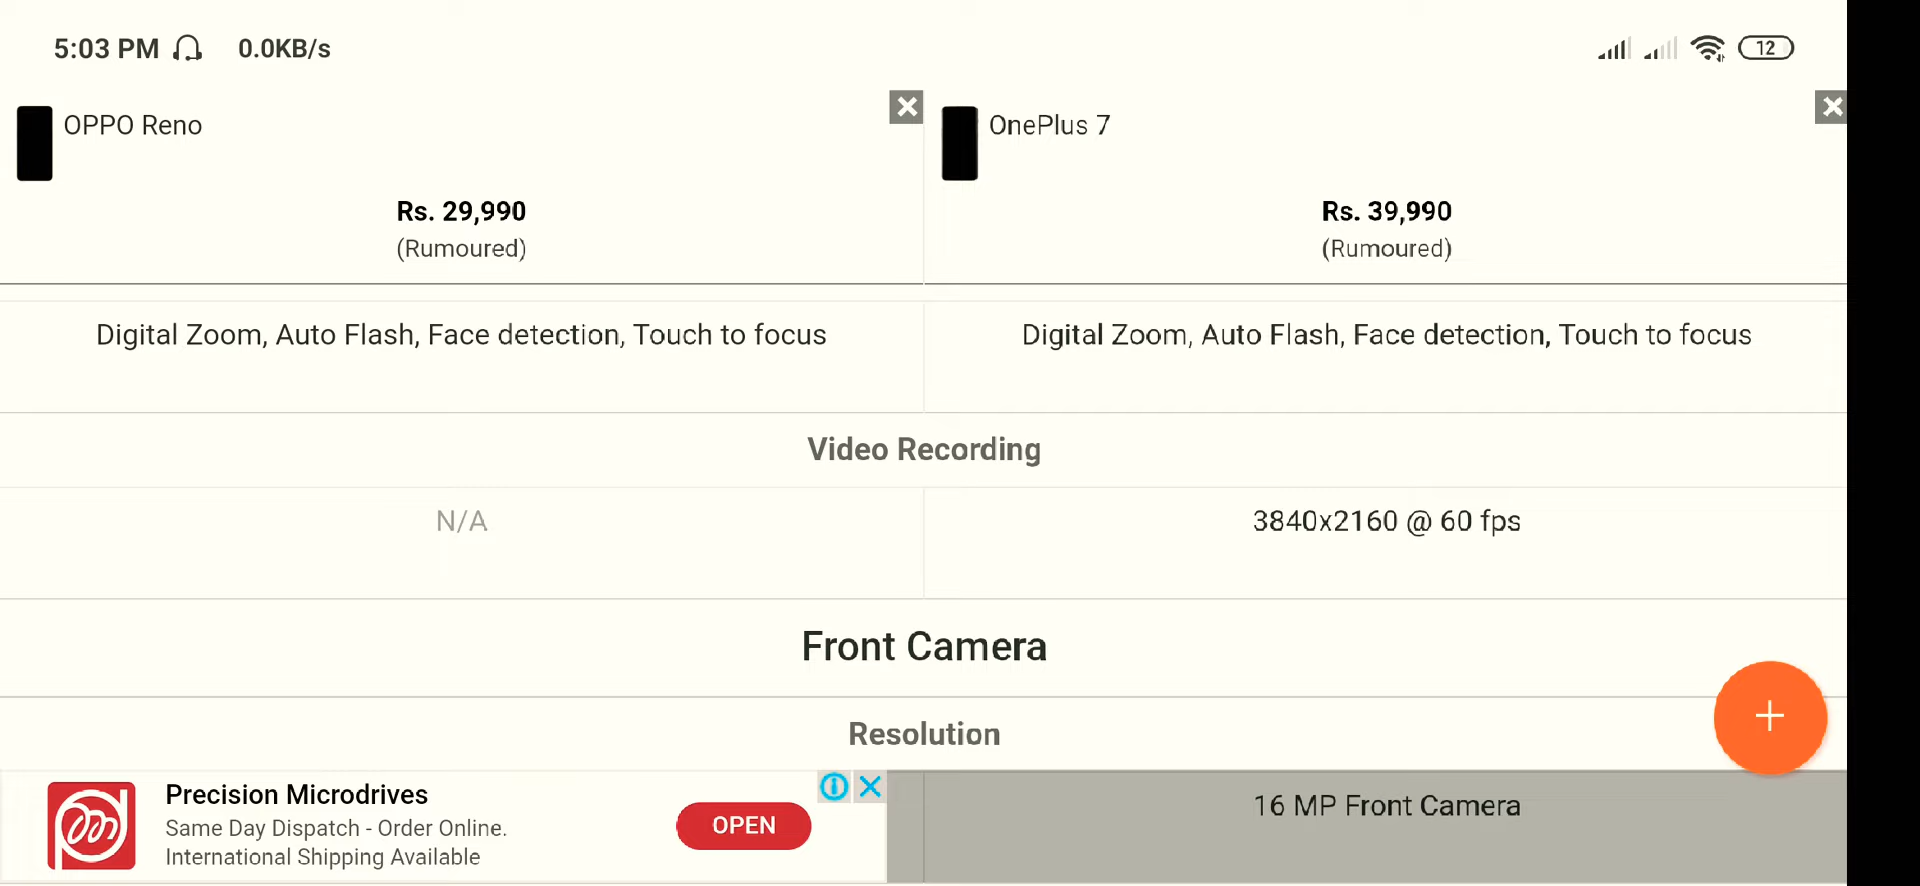 5:03 PM 0.0KB/s 12
OPPO Reno
Rs. 29,990
(Rumoured)
OnePlus 7
Rs. 39,990
(Rumoured)
Digital Zoom, Auto Flash, Face detection, Touch to focus
Digital Zoom, Auto Flash, Face detection, Touch to focus
Video Recording
N/A
3840x2160 @ 60 fps
Front Camera
+
Resolution
Precision Microdrives
Same Day Dispatch - Order Online.
International Shipping Available
OPEN
16 MP Front Camera